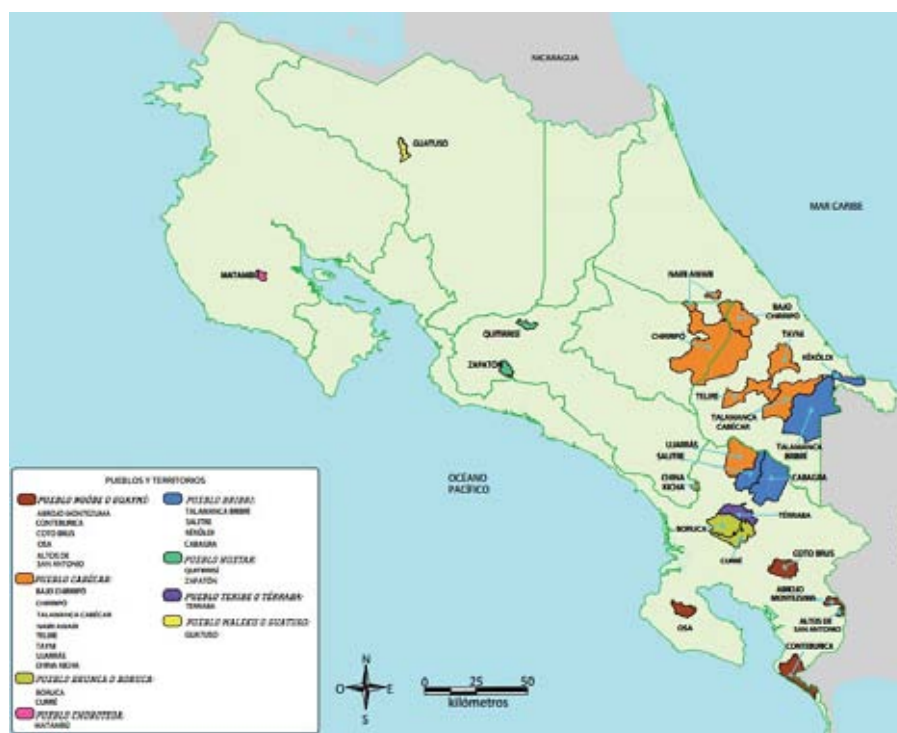 NICARAGUA
GUATUSO
MAR CARIBE
MATAMBÚ
NAIRI AWARI
BAJO
CHIRRIPÓ
TAYNI
CHIRRIPÓ
KÉKÖLDI
QUITIRRISÍ
ZAPATÓN
TELIRE
TALAMANCA
CABÉCAR
TALAMANCA
BRIBRÍ
UJARRÁS
SALITRE
CHINA
KICHA
CABAGRA
OCÉANO
PACÍFICO
TÉRRABA
BORUCA
CURRÉ
COTO BRUS
ABROJO
MONTEZUMA
ALTOS DE
SAN ANTONIO
OSA
CONTEBURICA
PUEBLOS Y TERRITORIOS
PUEBLO NGÖBE O GUAYMÍ:
ABROJO MONTEZUMA
CONTEBURICA
COTO BRUS
OSA
ALTOS DE
SAN ANTONIO
PUEBLO CABÉCAR:
BAJO CHIRRIPÓ
CHIRRIPÓ
TALAMANCA CABÉCAR
NAIRI AWARI
TELIRE
TAYNI
UJARRÁS
CHINA KICHA
PUEBLO BRUNCA O BORUCA:
BORUCA
CURRÉ
PUEBLO CHOROTEGA:
MATAMBÚ
PUEBLO BRIBRI:
TALAMANCA BRIBRÍ
SALITRE
KÉKÖLDI
CABAGRA
PUEBLO HUETAR:
QUITIRRISÍ
ZAPATÓN
PUEBLO TERIBE O TÉRRABA:
TERRABA
PUEBLO MALEKU O GUATUSO:
GUATUSO
N
O E
S
0 25 50
kilómetros